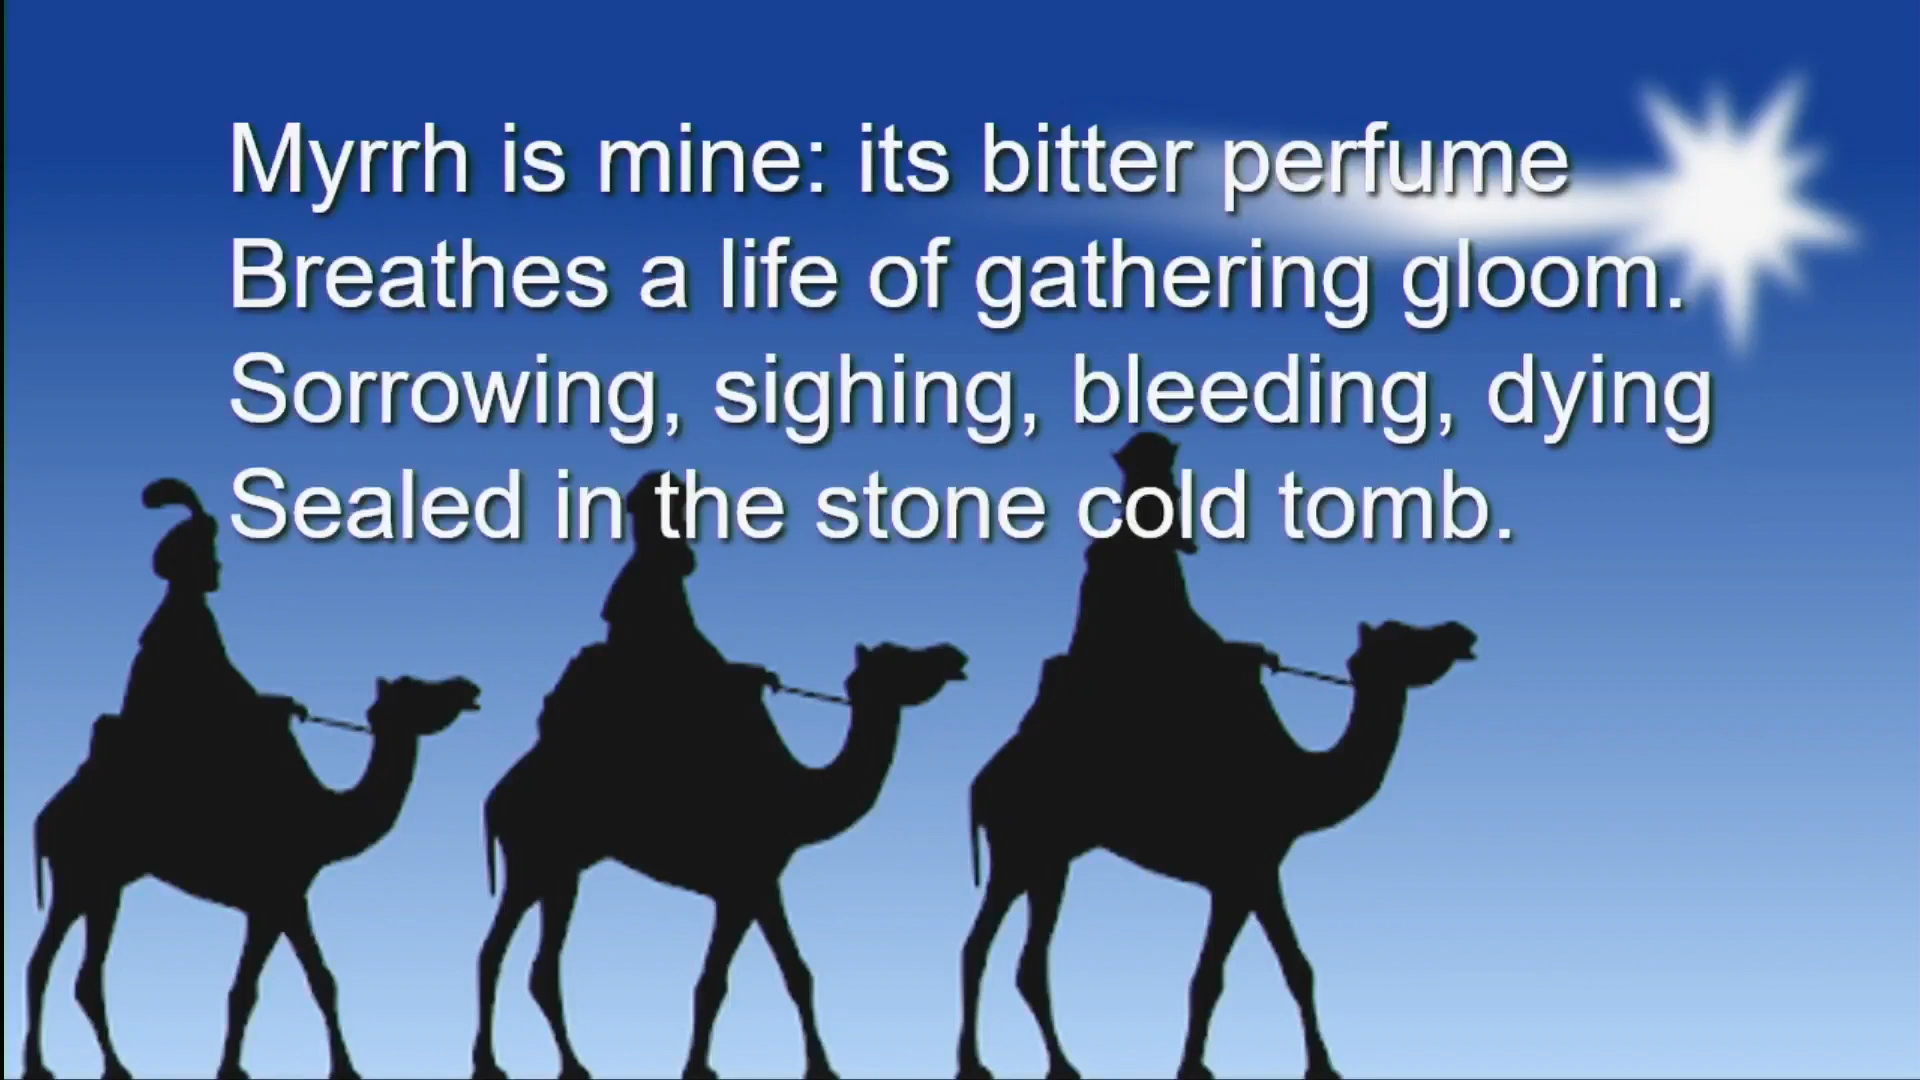 Myrrh is mine: its bitter perfume
Breathes a life of gathering gloom.
Sorrowing, sighing, bleeding, dying
Sealed in the stone cold tomb.